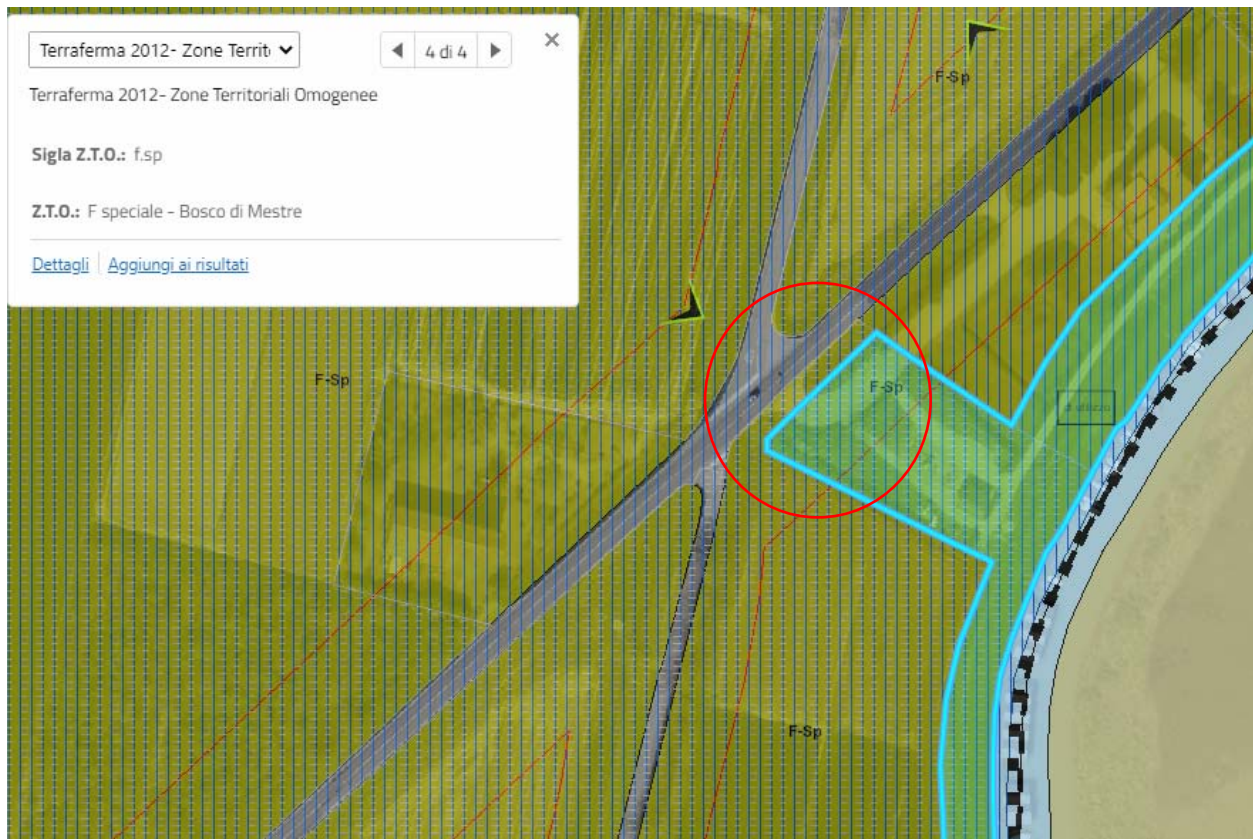 Terraferma 2012- Zone Territo
4 di 4
Terraferma 2012- Zone Territoriali Omogenee
Sigla Z.T.O.: f.sp
Z.T.O.: F speciale - Bosco di Mestre
Dettagli
Aggiungi ai risultati
F-Sp
F-Sp
F-Sp
F-Sp